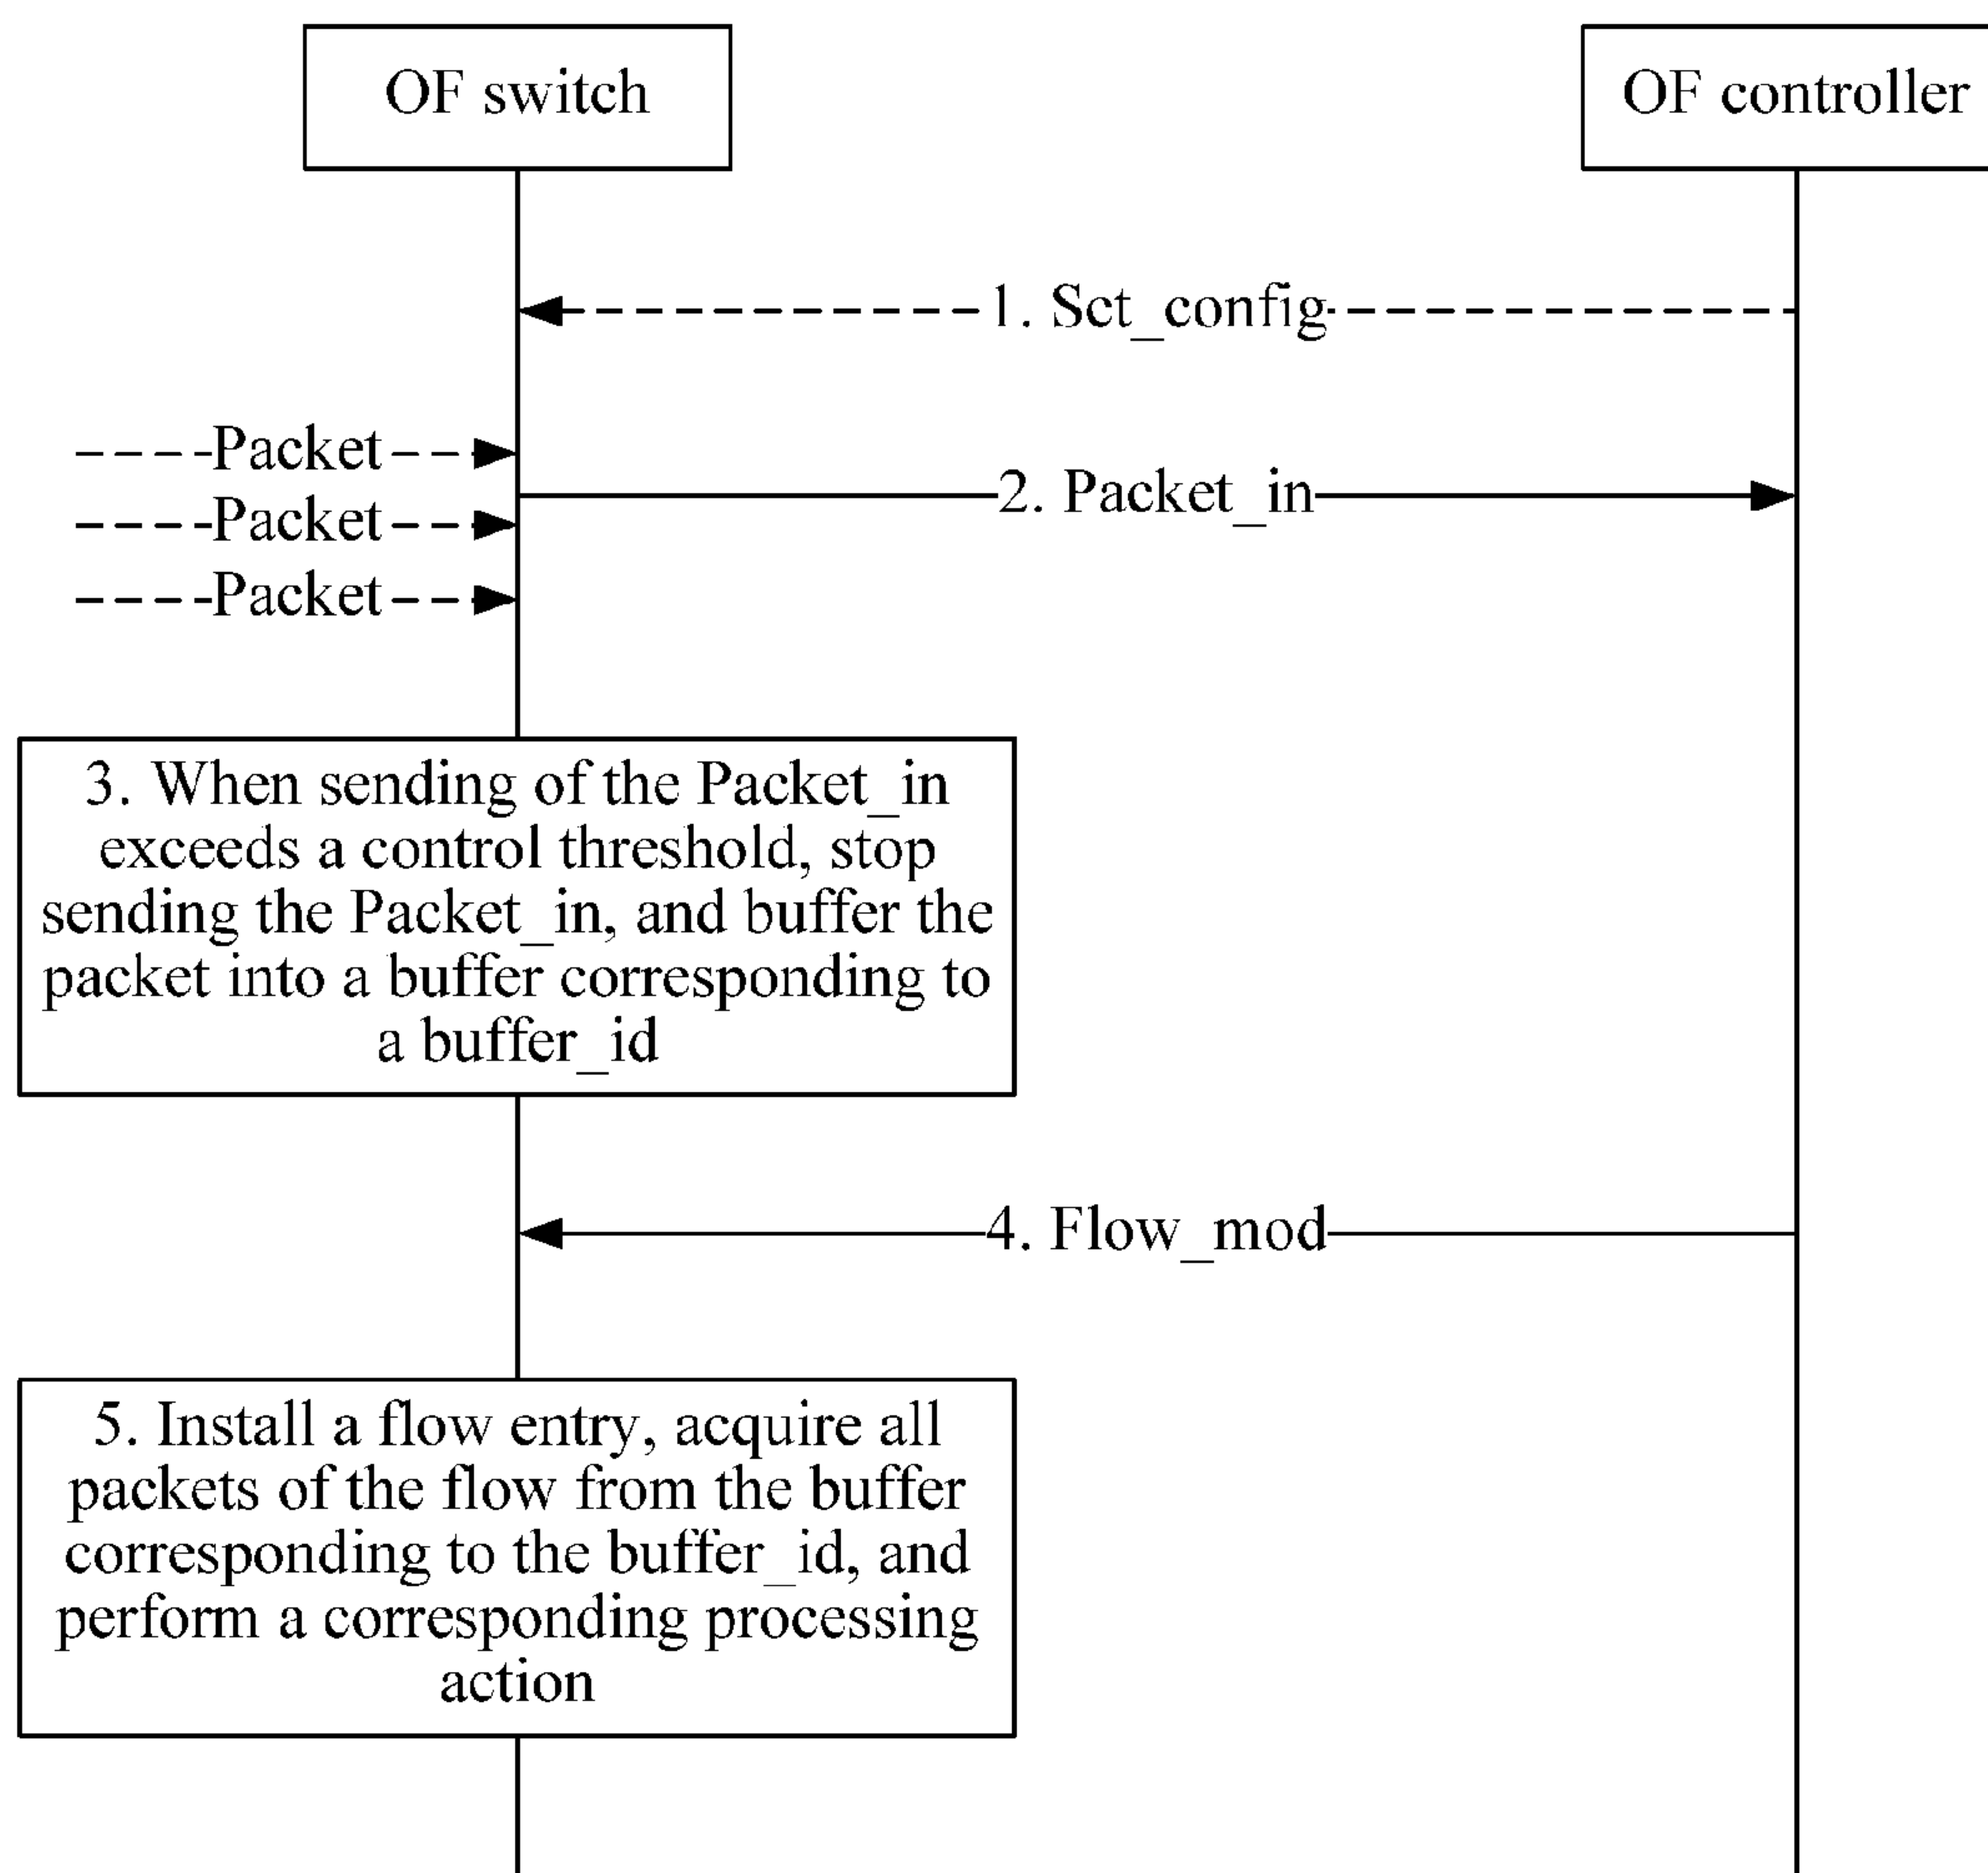 OF switch
OF controller
1. Sct_config
Packet
2. Packet_in
Packet
Packet
3. When sending of the Packet_in
exceeds a control threshold, stop
sending the Packet_in, and buffer the
packet into a buffer corresponding to
a buffer_id
4. Flow_mod
5. Install a flow entry, acquire all
packets of the flow from the buffer
corresponding to the buffer_id, and
perform a corresponding processing
action